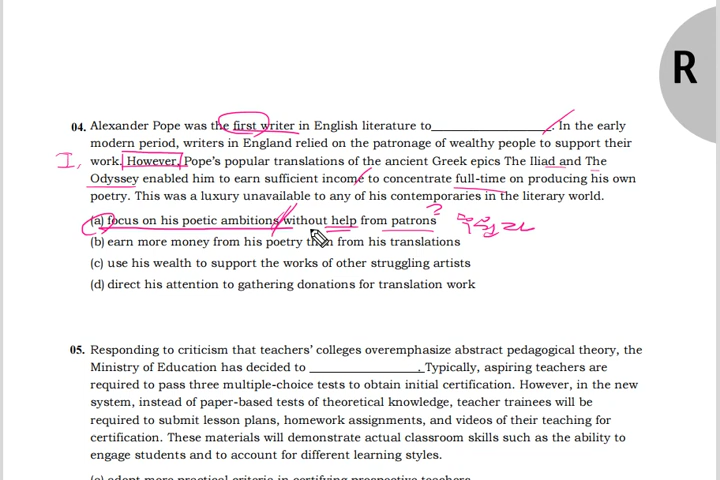 R
04. Alexander Pope was the first writer in English literature to____________. In the early
modern period, writers in England relied on the patronage of wealthy people to support their
I, work. However, Pope's popular translations of the ancient Greek epics The Iliad and The
Odyssey enabled him to earn sufficient income to concentrate full-time on producing his own
poetry. This was a luxury unavailable to any of his contemporaries in the literary world.
(a) focus on his poetic ambitions without help from patrons ?
(b) earn more money from his poetry than from his translations
(c) use his wealth to support the works of other struggling artists
(d) direct his attention to gathering donations for translation work
05. Responding to criticism that teachers' colleges overemphasize abstract pedagogical theory, the
Ministry of Education has decided to ____________. Typically, aspiring teachers are
required to pass three multiple-choice tests to obtain initial certification. However, in the new
system, instead of paper-based tests of theoretical knowledge, teacher trainees will be
required to submit lesson plans, homework assignments, and videos of their teaching for
certification. These materials will demonstrate actual classroom skills such as the ability to
engage students and to account for different learning styles.
(a) adopt more practical criteria in certifying prospective teachers